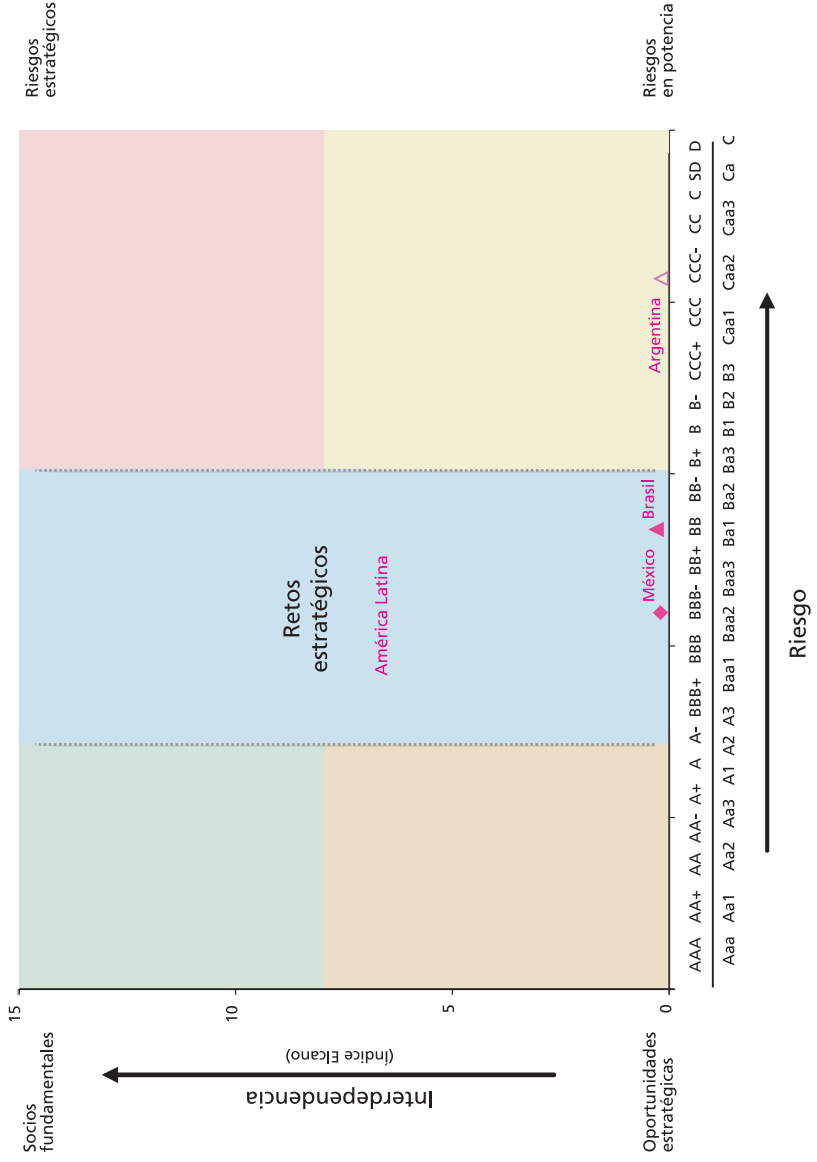 Socios
fundamentales
Riesgos
estratégicos
15
10
5
0
Interdependencia
(Índice Elcano)
Retos
estratégicos
América Latina
México
Brasil
Argentina
Oportunidades
estratégicas
Riesgos
en potencia
AAA AA+ AA AA- A+ A A- BBB+ BBB BBB- BB+ BB BB- B+ B B- CCC+ CCC CCC- CC C SD D
Aaa Aa1 Aa2 Aa3 A1 A2 A3 Baa1 Baa2 Baa3 Ba1 Ba2 Ba3 B1 B2 B3 Caa1 Caa2 Caa3 Ca C
Riesgo